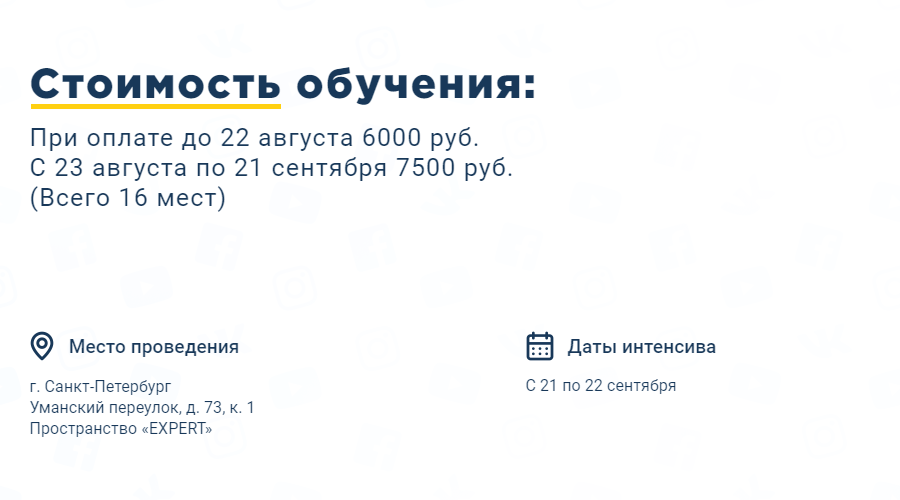 Стоимость обучения:
При оплате до 22 августа 6000 руб.
С 23 августа по 21 сентября 7500 руб.
(Всего 16 мест)
Место проведения
г. Санкт-Петербург
Уманский переулок, д. 73, к. 1
Пространство «EXPERT»
Даты интенсива
С 21 по 22 сентября